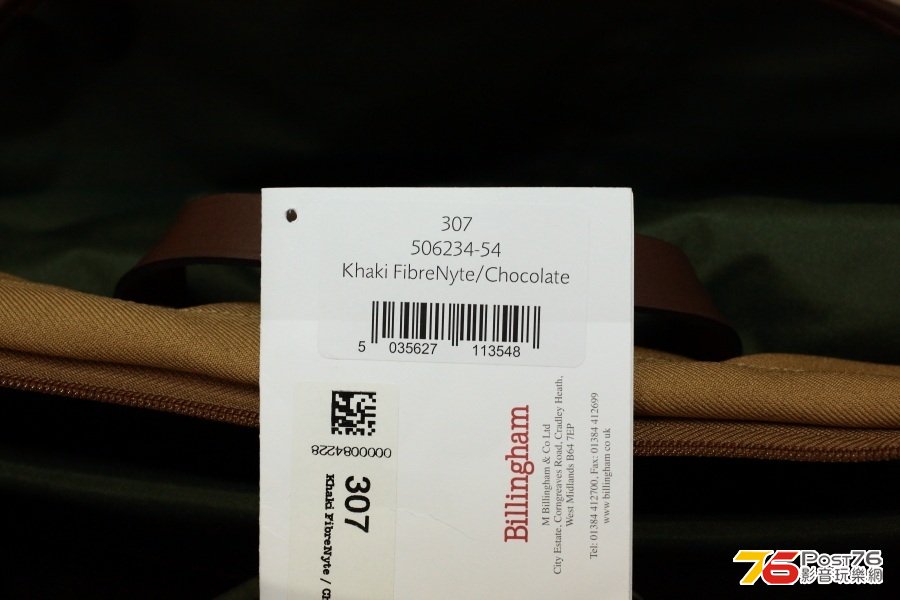 307
506234-54
Khaki FibreNyte/Chocolate
5 035627 113548
0000084228
307
Khaki FibreNyte /
Billingham
M Billingham & Co Ltd
City Estate, Corngreaves Road, Cradley Heath,
West Midlands B64 7EP
Tel: 01384 412700, Fax: 01384 412699
www.billingham.co.uk
76 Post76
影音玩樂網